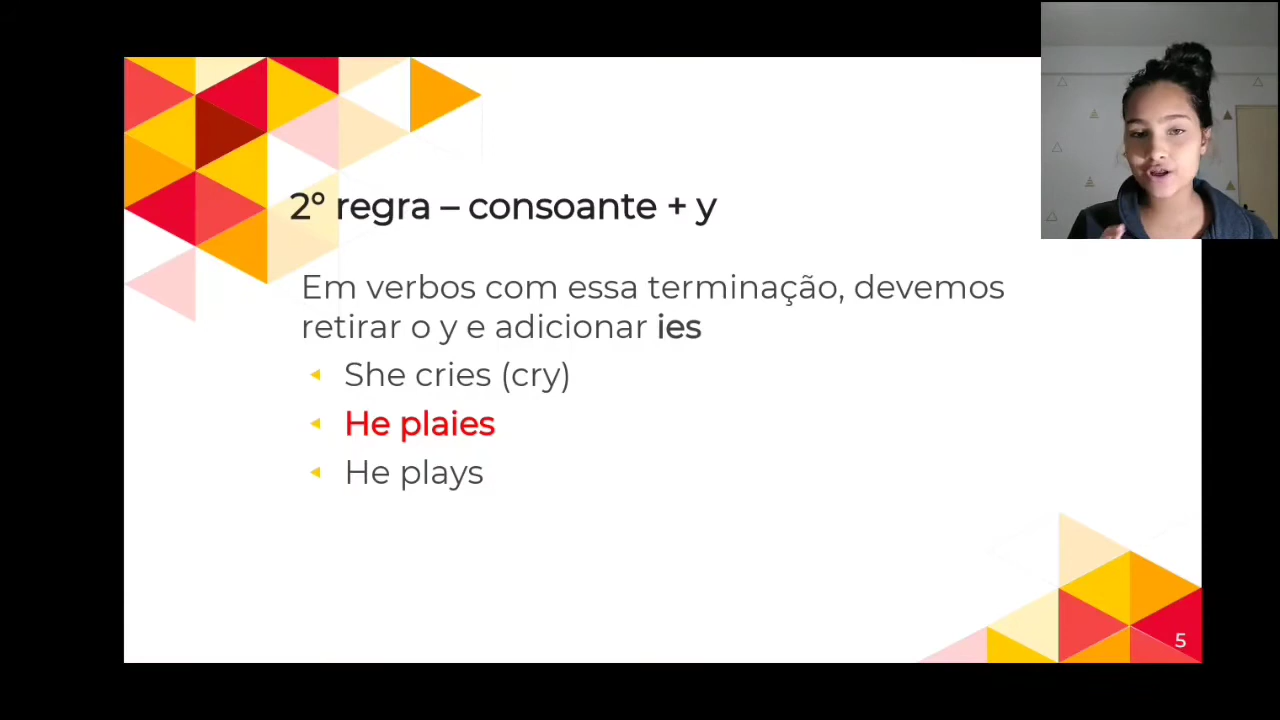 2º regra – consoante + y
Em verbos com essa terminação, devemos
retirar o y e adicionar ies
She cries (cry)
He plaies
He plays
5